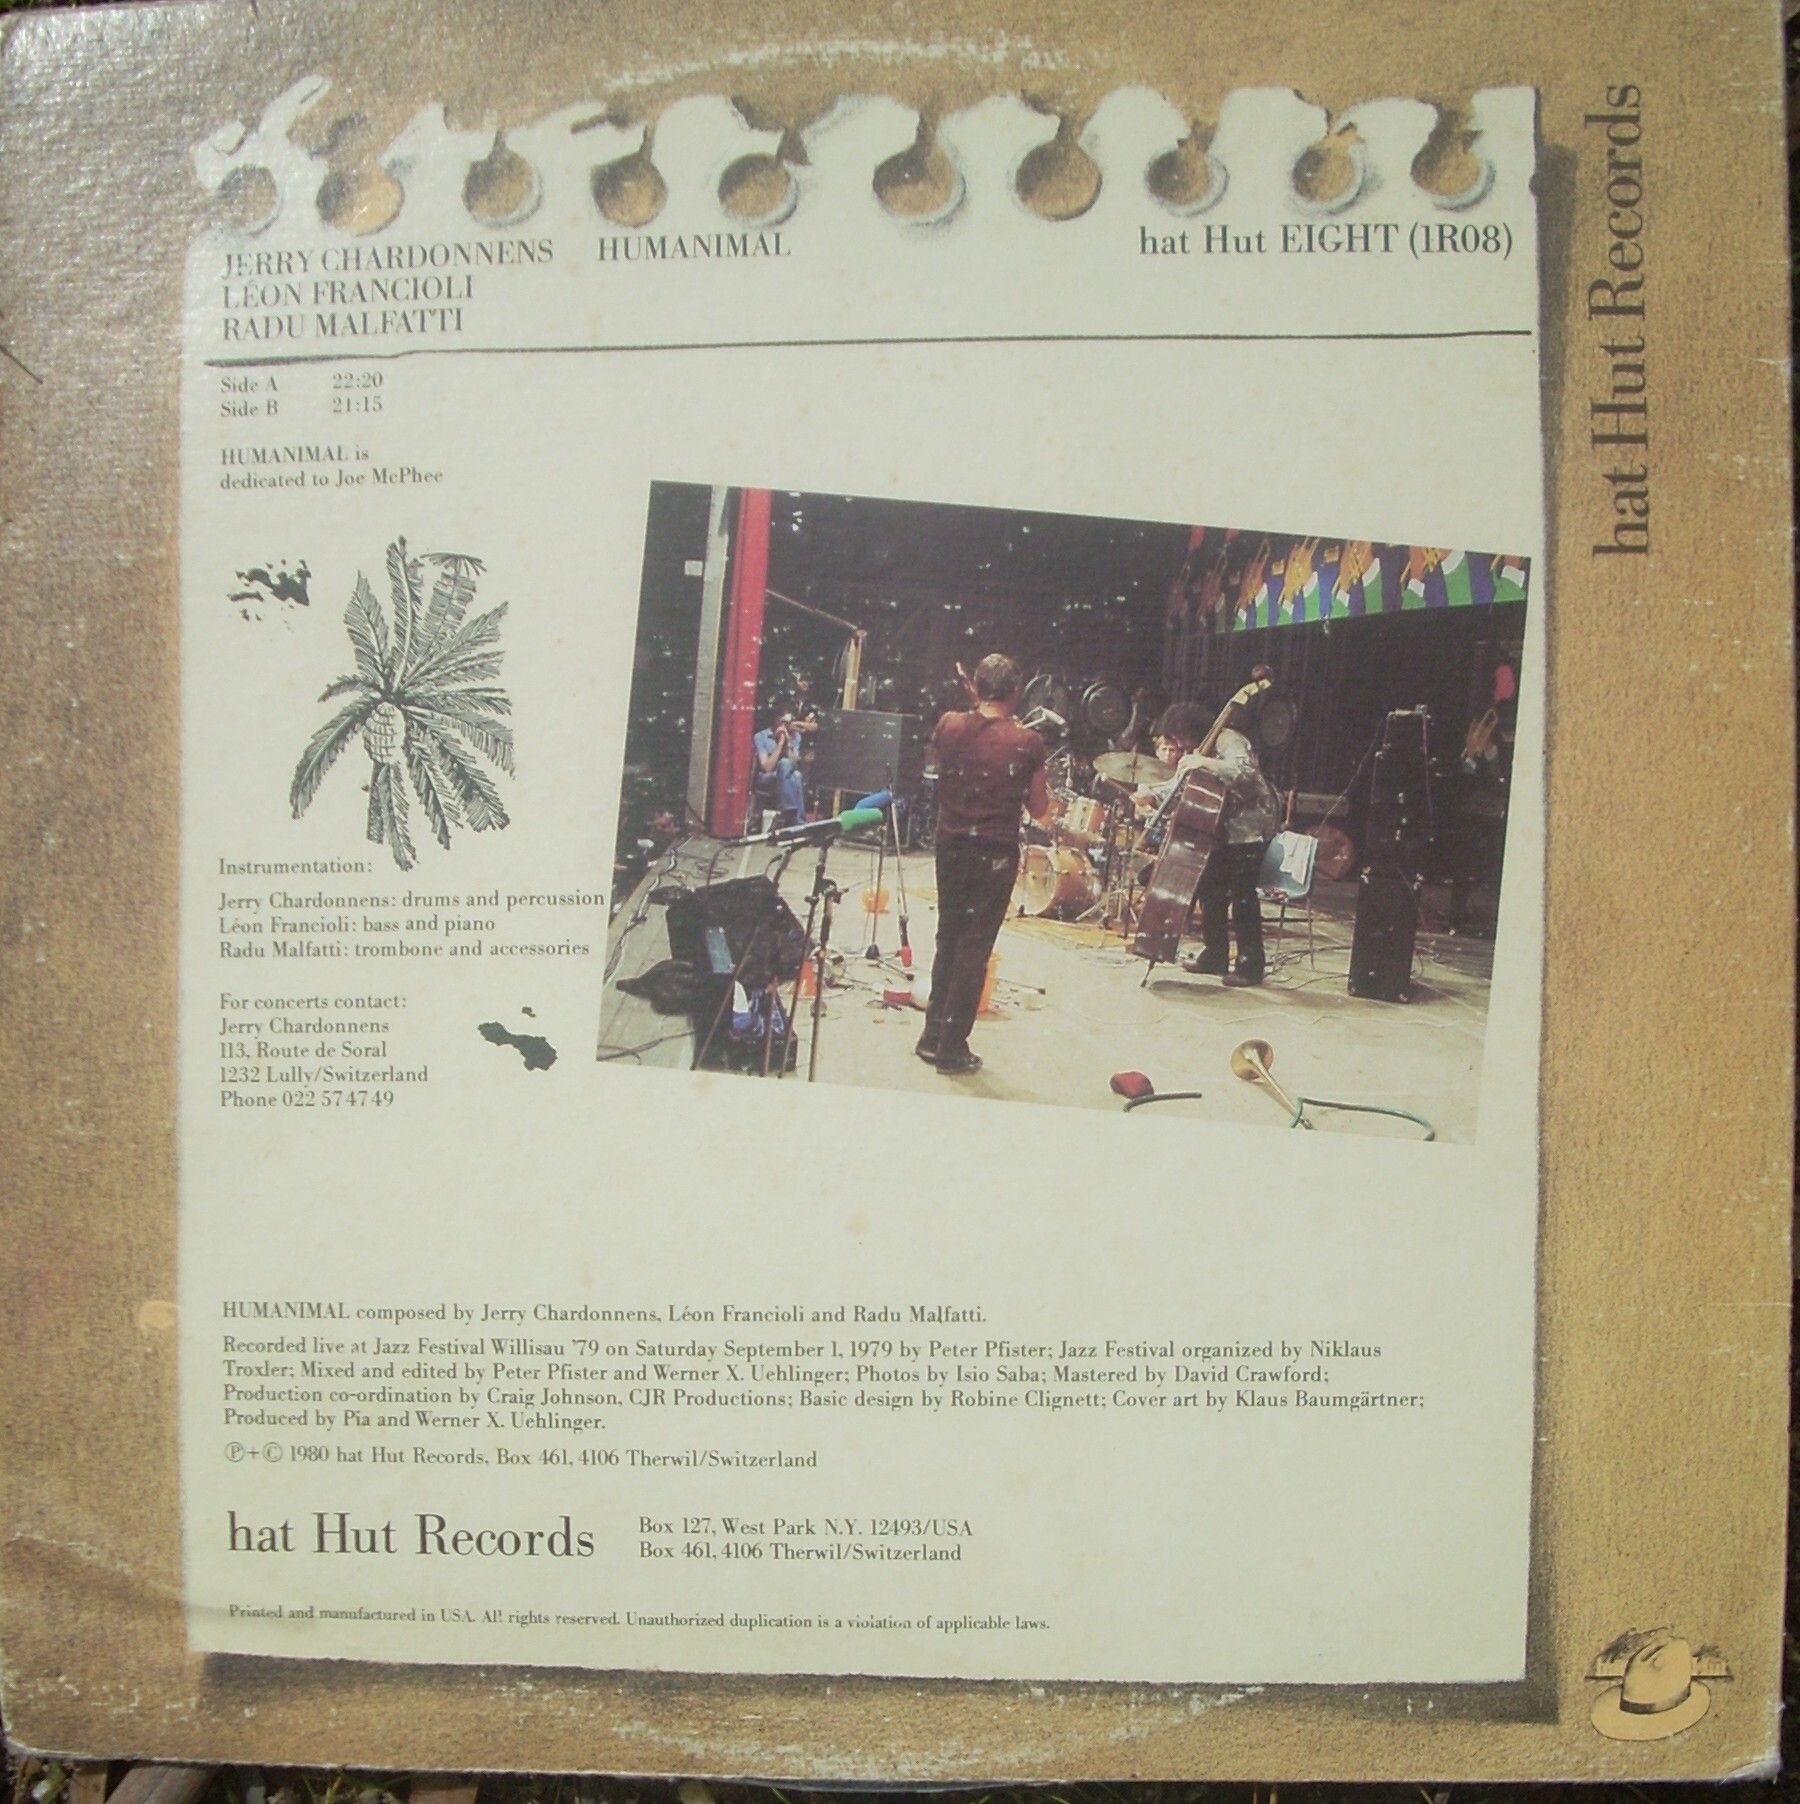 JERRY CHARDONNENS HUMANIMAL hat Hut EIGHT (1R08)
LÉON FRANCIOLI
RADU MALFATTI
Side A 22:20
Side B 21:15
HUMANIMAL is
dedicated to Joe McPhee
Instrumentation:
Jerry Chardonnens: drums and percussion
Léon Francioli: bass and piano
Radu Malfatti: trombone and accessories
For concerts contact:
Jerry Chardonnens
113, Route de Soral
1232 Lully/Switzerland
Phone 022 57 47 49
HUMANIMAL composed by Jerry Chardonnens, Léon Francioli and Radu Malfatti.
Recorded live at Jazz Festival Willisau '79 on Saturday September 1, 1979 by Peter Pfister; Jazz Festival organized by Niklaus
Troxler; Mixed and edited by Peter Pfister and Werner X. Uehlinger; Photos by Isio Saba; Mastered by David Crawford;
Production co-ordination by Craig Johnson, CJR Productions; Basic design by Robine Clignett; Cover art by Klaus Baumgärtner;
Produced by Pia and Werner X. Uehlinger.
Ⓟ+© 1980 hat Hut Records, Box 461, 4106 Therwil/Switzerland
hat Hut Records
Box 127, West Park N.Y. 12493/USA
Box 461, 4106 Therwil/Switzerland
Printed and manufactured in USA. All rights reserved. Unauthorized duplication is a violation of applicable laws.
hat Hut Records